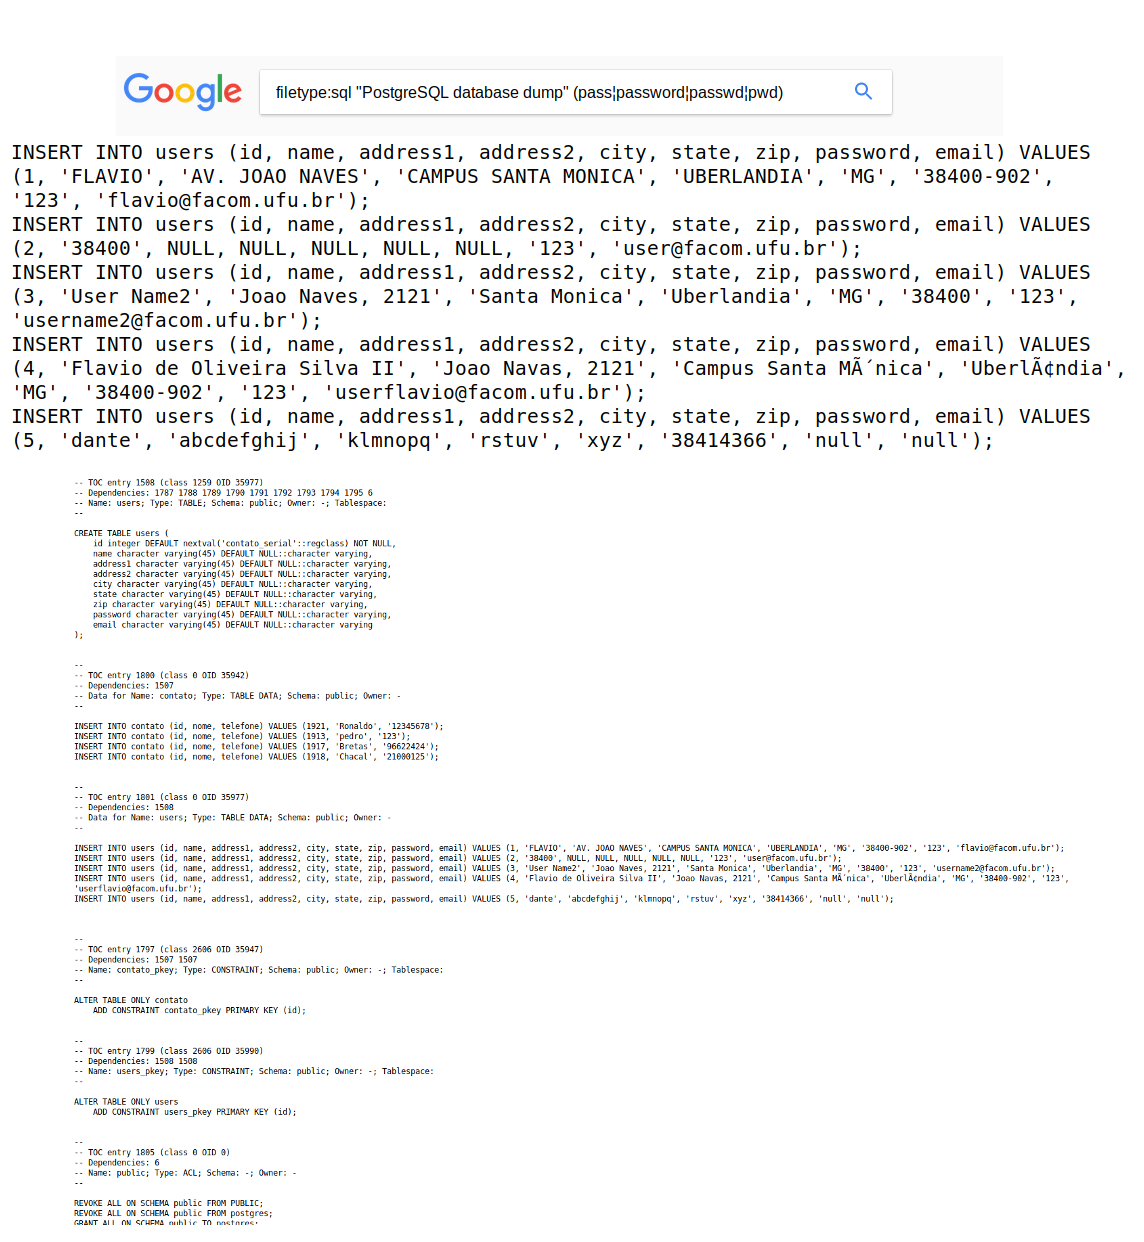 Google
filetype:sql "PostgreSQL database dump" (pass¦password¦passwd¦pwd)
INSERT INTO users (id, name, address1, address2, city, state, zip, password, email) VALUES
(1, 'FLAVIO', 'AV. JOAO NAVES', 'CAMPUS SANTA MONICA', 'UBERLANDIA', 'MG', '38400-902',
'123', 'flavio@facom.ufu.br');
INSERT INTO users (id, name, address1, address2, city, state, zip, password, email) VALUES
(2, '38400', NULL, NULL, NULL, NULL, NULL, '123', 'user@facom.ufu.br');
INSERT INTO users (id, name, address1, address2, city, state, zip, password, email) VALUES
(3, 'User Name2', 'Joao Naves, 2121', 'Santa Monica', 'Uberlandia', 'MG', '38400', '123',
'username2@facom.ufu.br');
INSERT INTO users (id, name, address1, address2, city, state, zip, password, email) VALUES
(4, 'Flavio de Oliveira Silva II', 'Joao Navas, 2121', 'Campus Santa MÃ´nica', 'UberlÃ¢ndia',
'MG', '38400-902', '123', 'userflavio@facom.ufu.br');
INSERT INTO users (id, name, address1, address2, city, state, zip, password, email) VALUES
(5, 'dante', 'abcdefghij', 'klmnopq', 'rstuv', 'xyz', '38414366', 'null', 'null');
-- TOC entry 1508 (class 1259 OID 35977)
-- Dependencies: 1787 1788 1789 1790 1791 1792 1793 1794 1795 6
-- Name: users; Type: TABLE; Schema: public; Owner: -; Tablespace:
--
CREATE TABLE users (
id integer DEFAULT nextval('contato_serial'::regclass) NOT NULL,
name character varying(45) DEFAULT NULL::character varying,
address1 character varying(45) DEFAULT NULL::character varying,
address2 character varying(45) DEFAULT NULL::character varying,
city character varying(45) DEFAULT NULL::character varying,
state character varying(45) DEFAULT NULL::character varying,
zip character varying(45) DEFAULT NULL::character varying,
password character varying(45) DEFAULT NULL::character varying,
email character varying(45) DEFAULT NULL::character varying
);
--
-- TOC entry 1800 (class 0 OID 35942)
-- Dependencies: 1507
-- Data for Name: contato; Type: TABLE DATA; Schema: public; Owner: -
--
INSERT INTO contato (id, nome, telefone) VALUES (1921, 'Ronaldo', '12345678');
INSERT INTO contato (id, nome, telefone) VALUES (1913, 'pedro', '123');
INSERT INTO contato (id, nome, telefone) VALUES (1917, 'Bretas', '96622424');
INSERT INTO contato (id, nome, telefone) VALUES (1918, 'Chacal', '21000125');
--
-- TOC entry 1801 (class 0 OID 35977)
-- Dependencies: 1508
-- Data for Name: users; Type: TABLE DATA; Schema: public; Owner: -
--
INSERT INTO users (id, name, address1, address2, city, state, zip, password, email) VALUES (1, 'FLAVIO', 'AV. JOAO NAVES', 'CAMPUS SANTA MONICA', 'UBERLANDIA', 'MG', '38400-902', '123', 'flavio@facom.ufu.br');
INSERT INTO users (id, name, address1, address2, city, state, zip, password, email) VALUES (2, '38400', NULL, NULL, NULL, NULL, NULL, '123', 'user@facom.ufu.br');
INSERT INTO users (id, name, address1, address2, city, state, zip, password, email) VALUES (3, 'User Name2', 'Joao Naves, 2121', 'Santa Monica', 'Uberlandia', 'MG', '38400', '123', 'username2@facom.ufu.br');
INSERT INTO users (id, name, address1, address2, city, state, zip, password, email) VALUES (4, 'Flavio de Oliveira Silva II', 'Joao Navas, 2121', 'Campus Santa MÃ´nica', 'UberlÃ¢ndia', 'MG', '38400-902', '123',
'userflavio@facom.ufu.br');
INSERT INTO users (id, name, address1, address2, city, state, zip, password, email) VALUES (5, 'dante', 'abcdefghij', 'klmnopq', 'rstuv', 'xyz', '38414366', 'null', 'null');
--
-- TOC entry 1797 (class 2606 OID 35947)
-- Dependencies: 1507 1507
-- Name: contato_pkey; Type: CONSTRAINT; Schema: public; Owner: -; Tablespace:
--
ALTER TABLE ONLY contato
ADD CONSTRAINT contato_pkey PRIMARY KEY (id);
--
-- TOC entry 1799 (class 2606 OID 35990)
-- Dependencies: 1508 1508
-- Name: users_pkey; Type: CONSTRAINT; Schema: public; Owner: -; Tablespace:
--
ALTER TABLE ONLY users
ADD CONSTRAINT users_pkey PRIMARY KEY (id);
--
-- TOC entry 1805 (class 0 OID 0)
-- Dependencies: 6
-- Name: public; Type: ACL; Schema: -; Owner: -
--
REVOKE ALL ON SCHEMA public FROM PUBLIC;
REVOKE ALL ON SCHEMA public FROM postgres;
GRANT ALL ON SCHEMA public TO postgres;